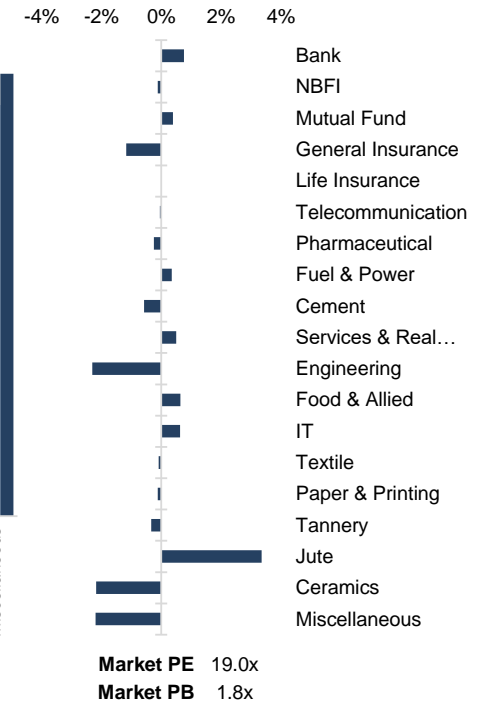 -4% -2% 0% 2% 4%
Bank
NBFI
Mutual Fund
General Insurance
Life Insurance
Telecommunication
Pharmaceutical
Fuel & Power
Cement
Services & Real…
Engineering
Food & Allied
IT
Textile
Paper & Printing
Tannery
Jute
Ceramics
Miscellaneous
Market PE 19.0x
Market PB 1.8x